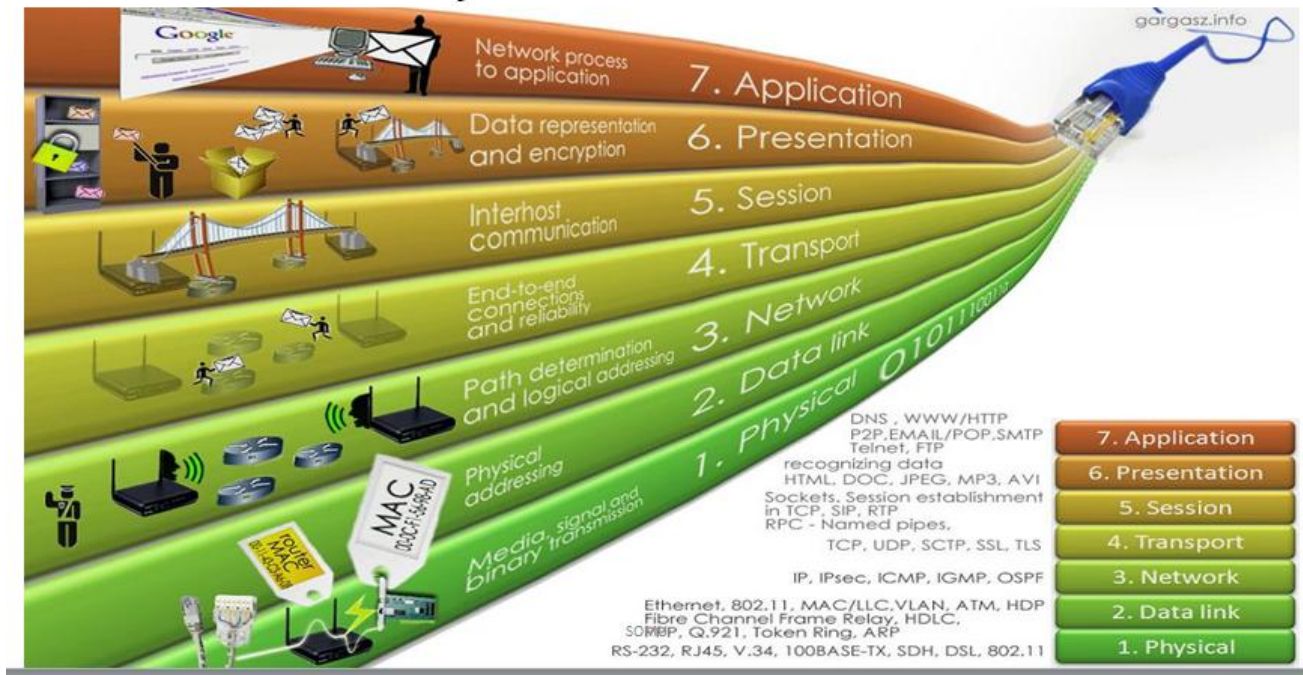 gargasz.info
Google
Network process
to application
7. Application
Data representation
and encryption
6. Presentation
Interhost
communication
5. Session
End-to-end
connections
and reliability
4. Transport
Path determination
and logical addressing
3. Network
Physical
addressing
2. Data link
Media, signal and
binary transmission
1. Physical
MAC
router
MAC
DNS , WWW/HTTP
P2P,EMAIL/POP,SMTP
Telnet, FTP
7. Application
recognizing data
HTML, DOC, JPEG, MP3, AVI
6. Presentation
Sockets. Session establishment
in TCP, SIP, RTP
RPC - Named pipes,
5. Session
TCP, UDP, SCTP, SSL, TLS
4. Transport
IP, IPsec, ICMP, IGMP, OSPF
3. Network
Ethernet, 802.11, MAC/LLC,VLAN, ATM, HDP
Fibre Channel Frame Relay, HDLC,
Q.921, Token Ring, ARP
2. Data link
RS-232, RJ45, V.34, 100BASE-TX, SDH, DSL, 802.11
1. Physical